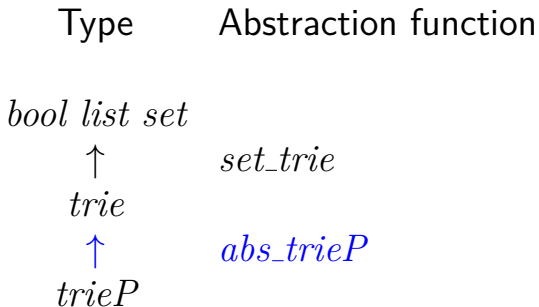 Type Abstraction function
bool list set
↑ set_trie
trie
↑ abs_trieP
trieP